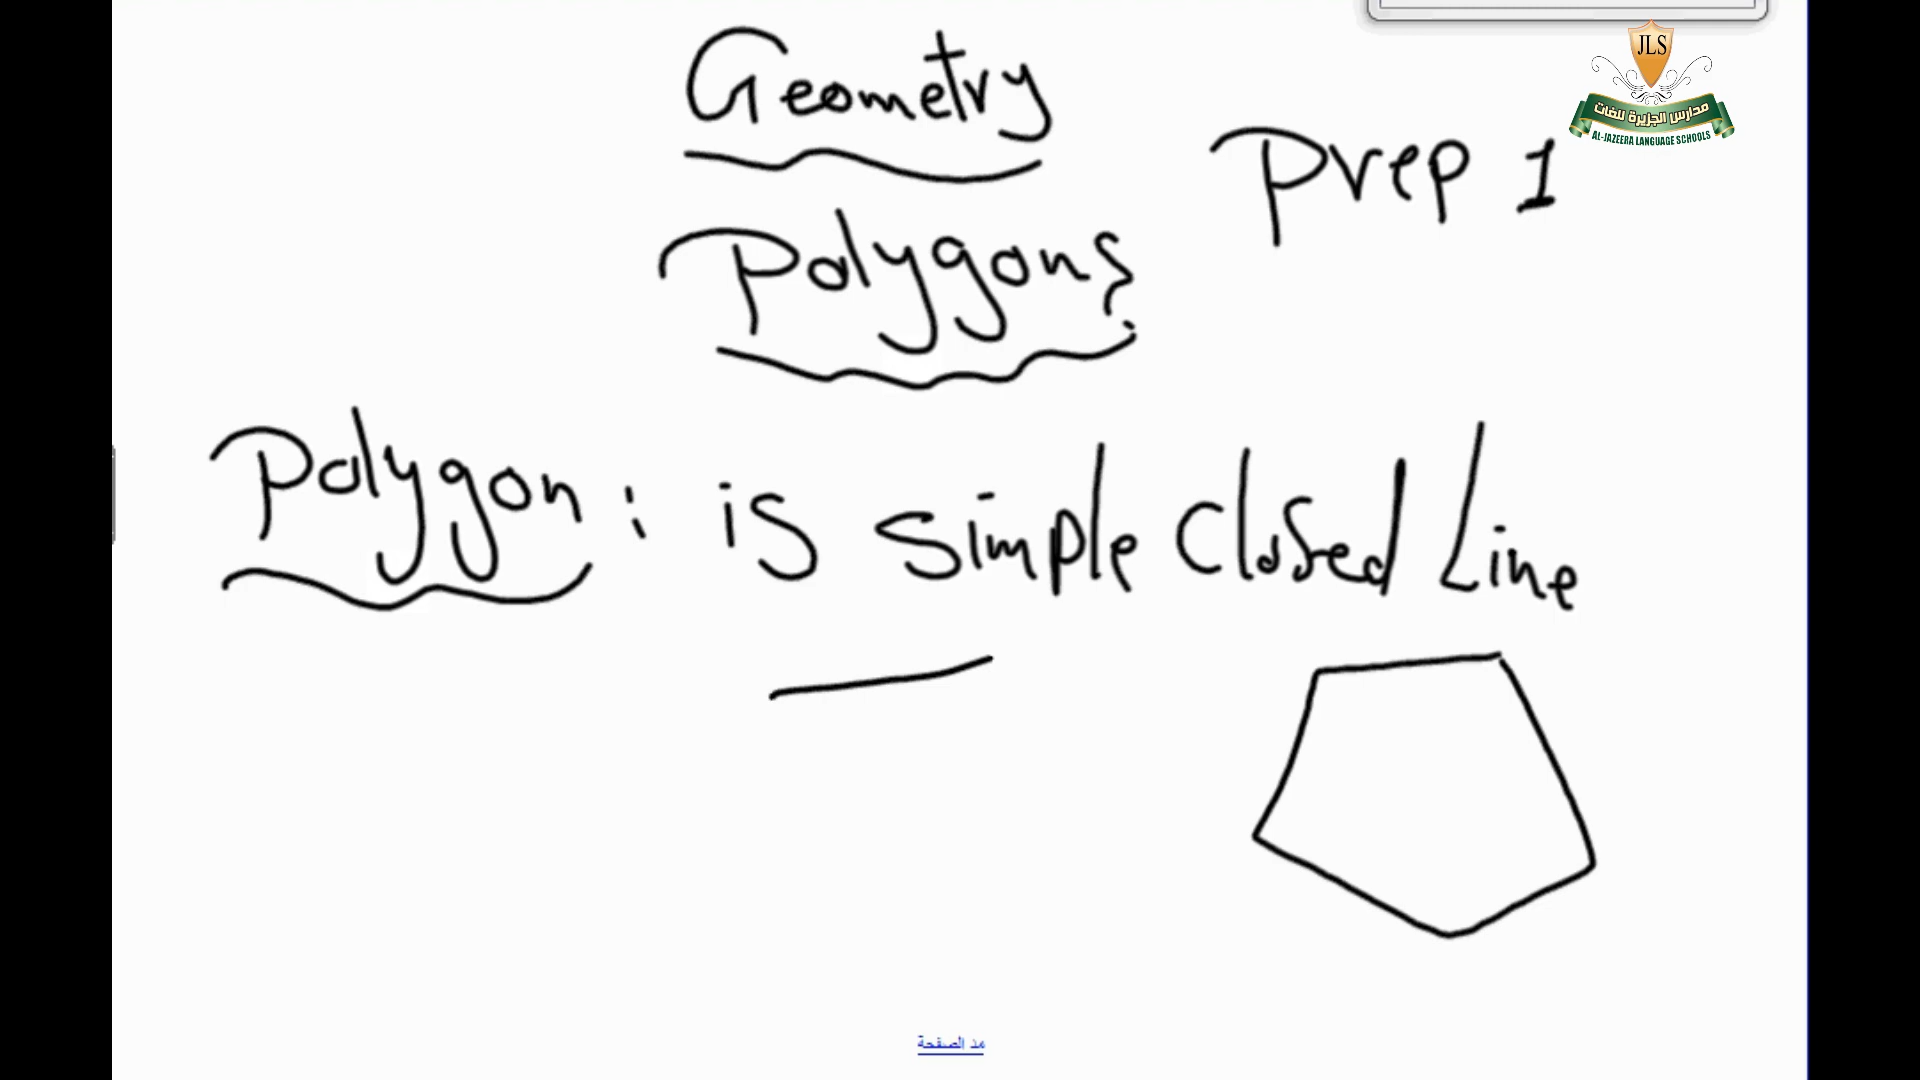 JLS
مدارس الجزيرة للغات
AL-JAZEERA LANGUAGE SCHOOLS
Geometry
Prep 1
Polygons
Polygon : is simple closed Line
مد الصفحة